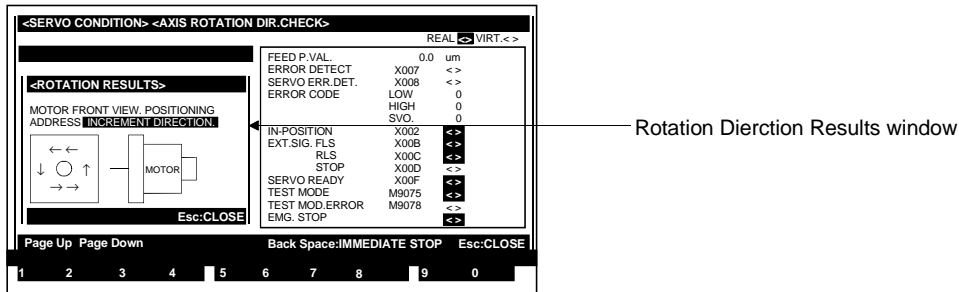 <SERVO CONDITION> <AXIS ROTATION DIR.CHECK>
REAL <> VIRT.< >
<ROTATION RESULTS>
MOTOR FRONT VIEW. POSITIONING
ADDRESS INCREMENT DIRECTION.
← ←
↓ ○ ↑
→ →
MOTOR
Esc:CLOSE
FEED P.VAL. 0.0 um
ERROR DETECT X007 < >
SERVO ERR.DET. X008 < >
ERROR CODE LOW 0
HIGH 0
SVO. 0
IN-POSITION X002 < >
EXT.SIG. FLS X00B < >
RLS X00C < >
STOP X00D < >
SERVO READY X00F < >
TEST MODE M9075 < >
TEST MOD.ERROR M9078 < >
EMG. STOP < >
Rotation Dierction Results window
Page Up Page Down Back Space:IMMEDIATE STOP Esc:CLOSE
1 2 3 4 5 6 7 8 9 0